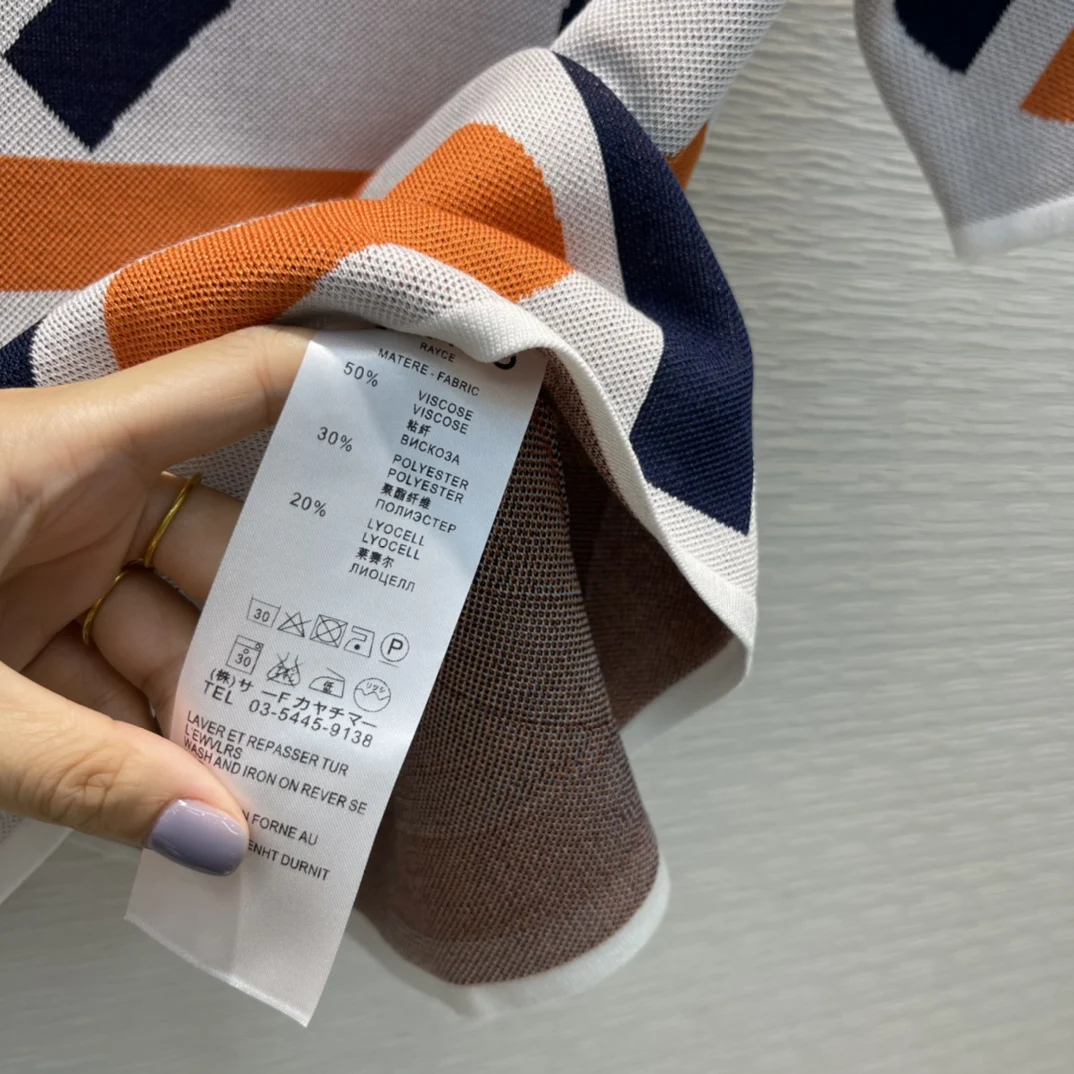 RAYCE
MATERE - FABRIC
50%
VISCOSE
VISCOSE
粘纤
ВИСКОЗА
30%
POLYESTER
POLYESTER
聚酯纤维
ПОЛИЭСТЕР
20%
LYOCELL
LYOCELL
莱赛尔
ЛИОЦЕЛЛ
30 P
30 低
(株)サーFカヤチマー
TEL 03-5445-9138
LAVER ET REPASSER TUR
L'EWVLRS
WASH AND IRON ON REVER SE
FORNE AU
DURNIT